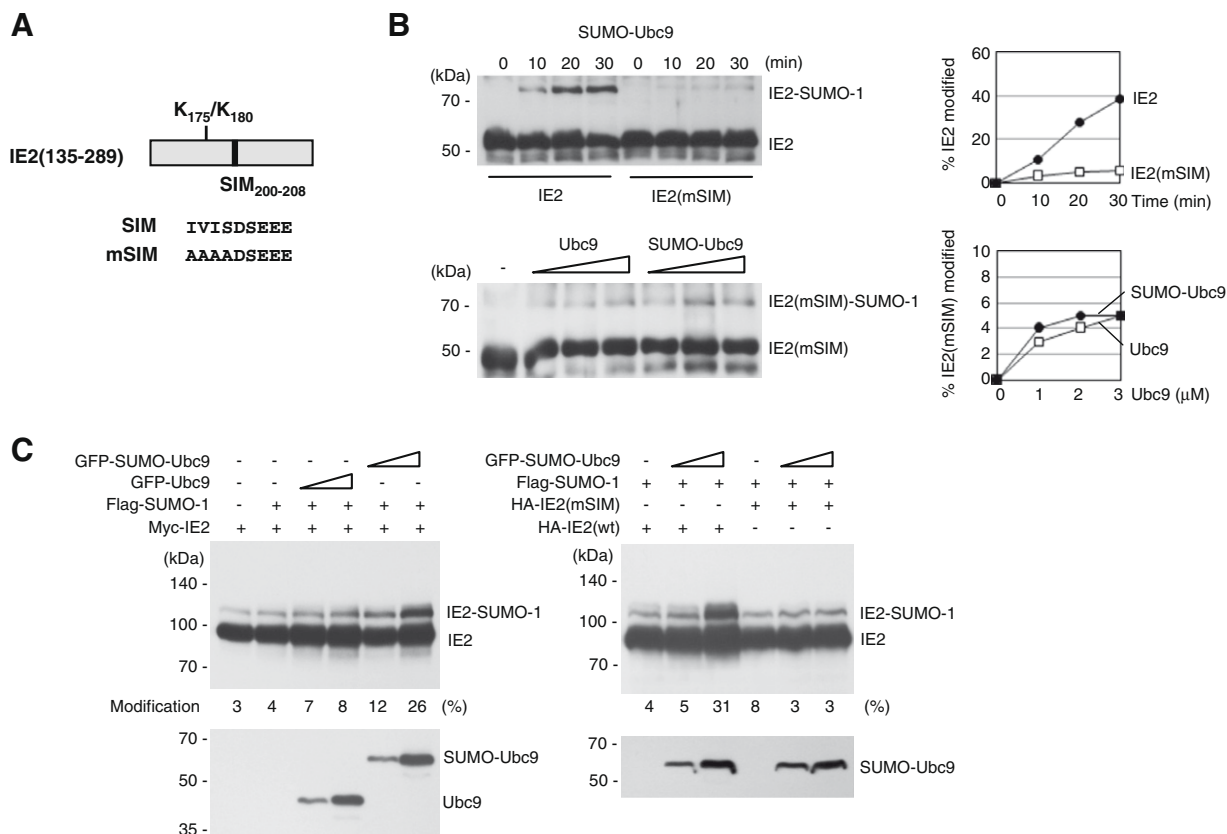 A
K175/K180
IE2(135-289)
SIM200-208
SIM IVISDSEEE
mSIM AAAADSEEE
B
SUMO-Ubc9
0 10 20 30 0 10 20 30 (min)
(kDa)
70 -
50 -
IE2-SUMO-1
IE2
IE2 IE2(mSIM)
% IE2 modified
60
40
20
0
IE2
IE2(mSIM)
0 10 20 30 Time (min)
Ubc9 SUMO-Ubc9
(kDa) -
70 -
50 -
IE2(mSIM)-SUMO-1
IE2(mSIM)
% IE2(mSIM) modified
10
8
6
4
2
0
SUMO-Ubc9
Ubc9
0 1 2 3 Ubc9 (µM)
C
GFP-SUMO-Ubc9 - - - -
GFP-Ubc9 - - - -
Flag-SUMO-1 - + + + + +
Myc-IE2 + + + + + +
(kDa)
140 -
100 -
70 -
IE2-SUMO-1
IE2
Modification 3 4 7 8 12 26 (%)
70 -
50 -
35 -
SUMO-Ubc9
Ubc9
GFP-SUMO-Ubc9 - -
Flag-SUMO-1 + + + + + +
HA-IE2(mSIM) - - - + + +
HA-IE2(wt) + + + - - -
(kDa)
140 -
100 -
70 -
IE2-SUMO-1
IE2
4 5 31 8 3 3 (%)
70 -
50 -
SUMO-Ubc9